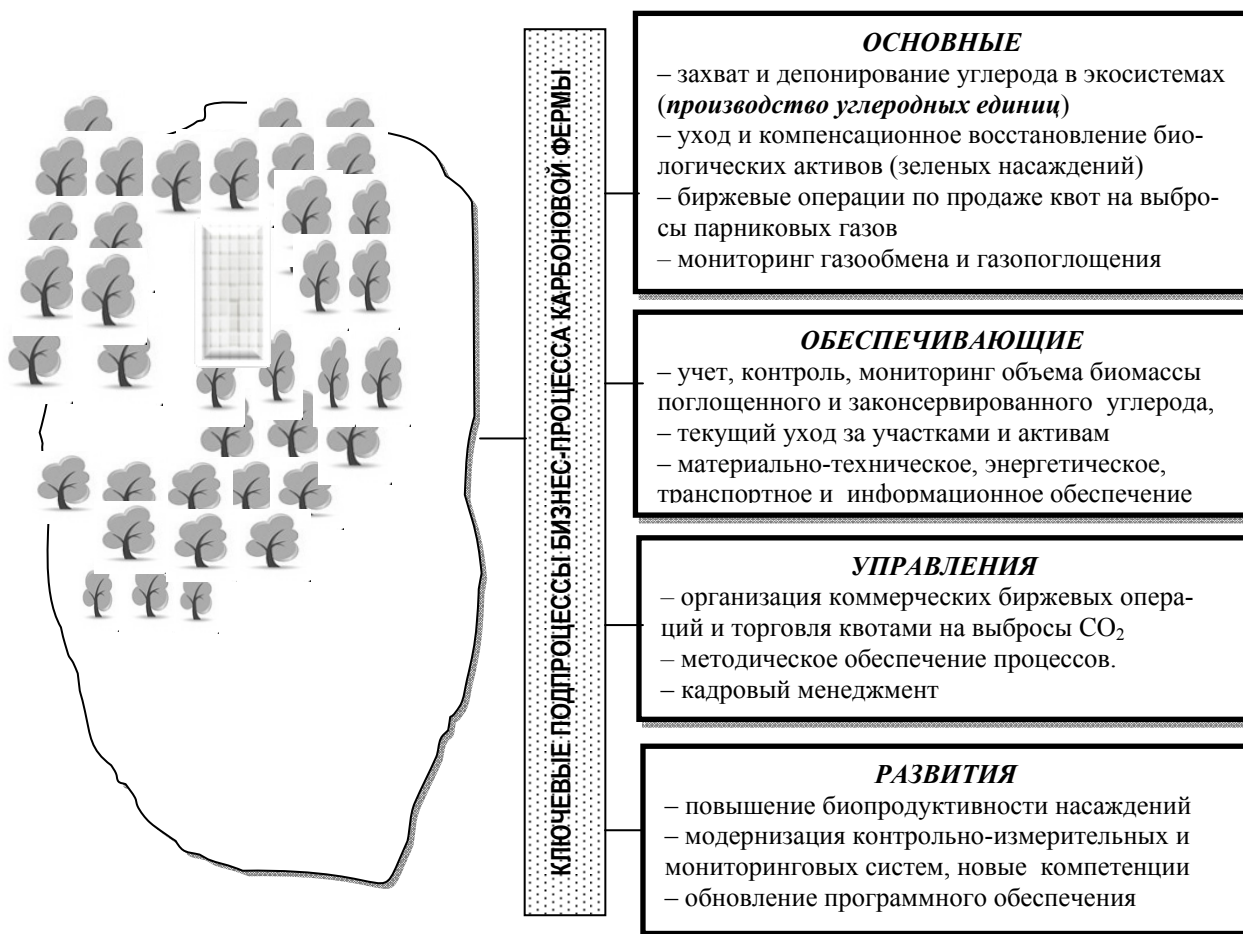 КЛЮЧЕВЫЕ ПОДПРОЦЕССЫ БИЗНЕС-ПРОЦЕССА КАРБОНОВОЙ ФЕРМЫ
ОСНОВНЫЕ
– захват и депонирование углерода в экосистемах
(производство углеродных единиц)
– уход и компенсационное восстановление био-
логических активов (зеленых насаждений)
– биржевые операции по продаже квот на выбро-
сы парниковых газов
– мониторинг газообмена и газопоглощения
ОБЕСПЕЧИВАЮЩИЕ
– учет, контроль, мониторинг объема биомассы
поглощенного и законсервированного углерода,
– текущий уход за участками и активам
– материально-техническое, энергетическое,
транспортное и информационное обеспечение
УПРАВЛЕНИЯ
– организация коммерческих биржевых опера-
ций и торговля квотами на выбросы CO₂
– методическое обеспечение процессов.
– кадровый менеджмент
РАЗВИТИЯ
– повышение биопродуктивности насаждений
– модернизация контрольно-измерительных и
мониторинговых систем, новые компетенции
– обновление программного обеспечения